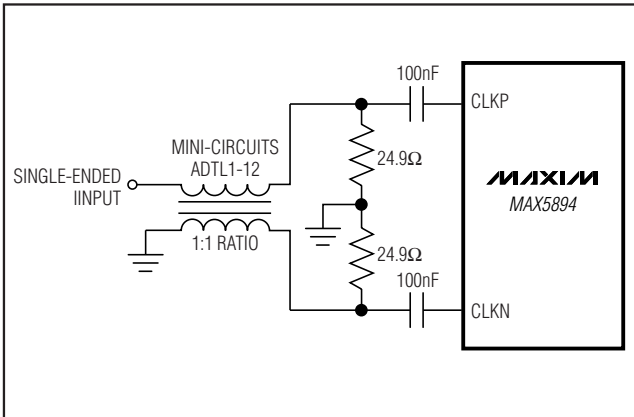 100nF
CLKP
MINI-CIRCUITS
ADTL1-12
24.9Ω
SINGLE-ENDED
IINPUT
MAXIM
MAX5894
1:1 RATIO
24.9Ω
100nF
CLKN